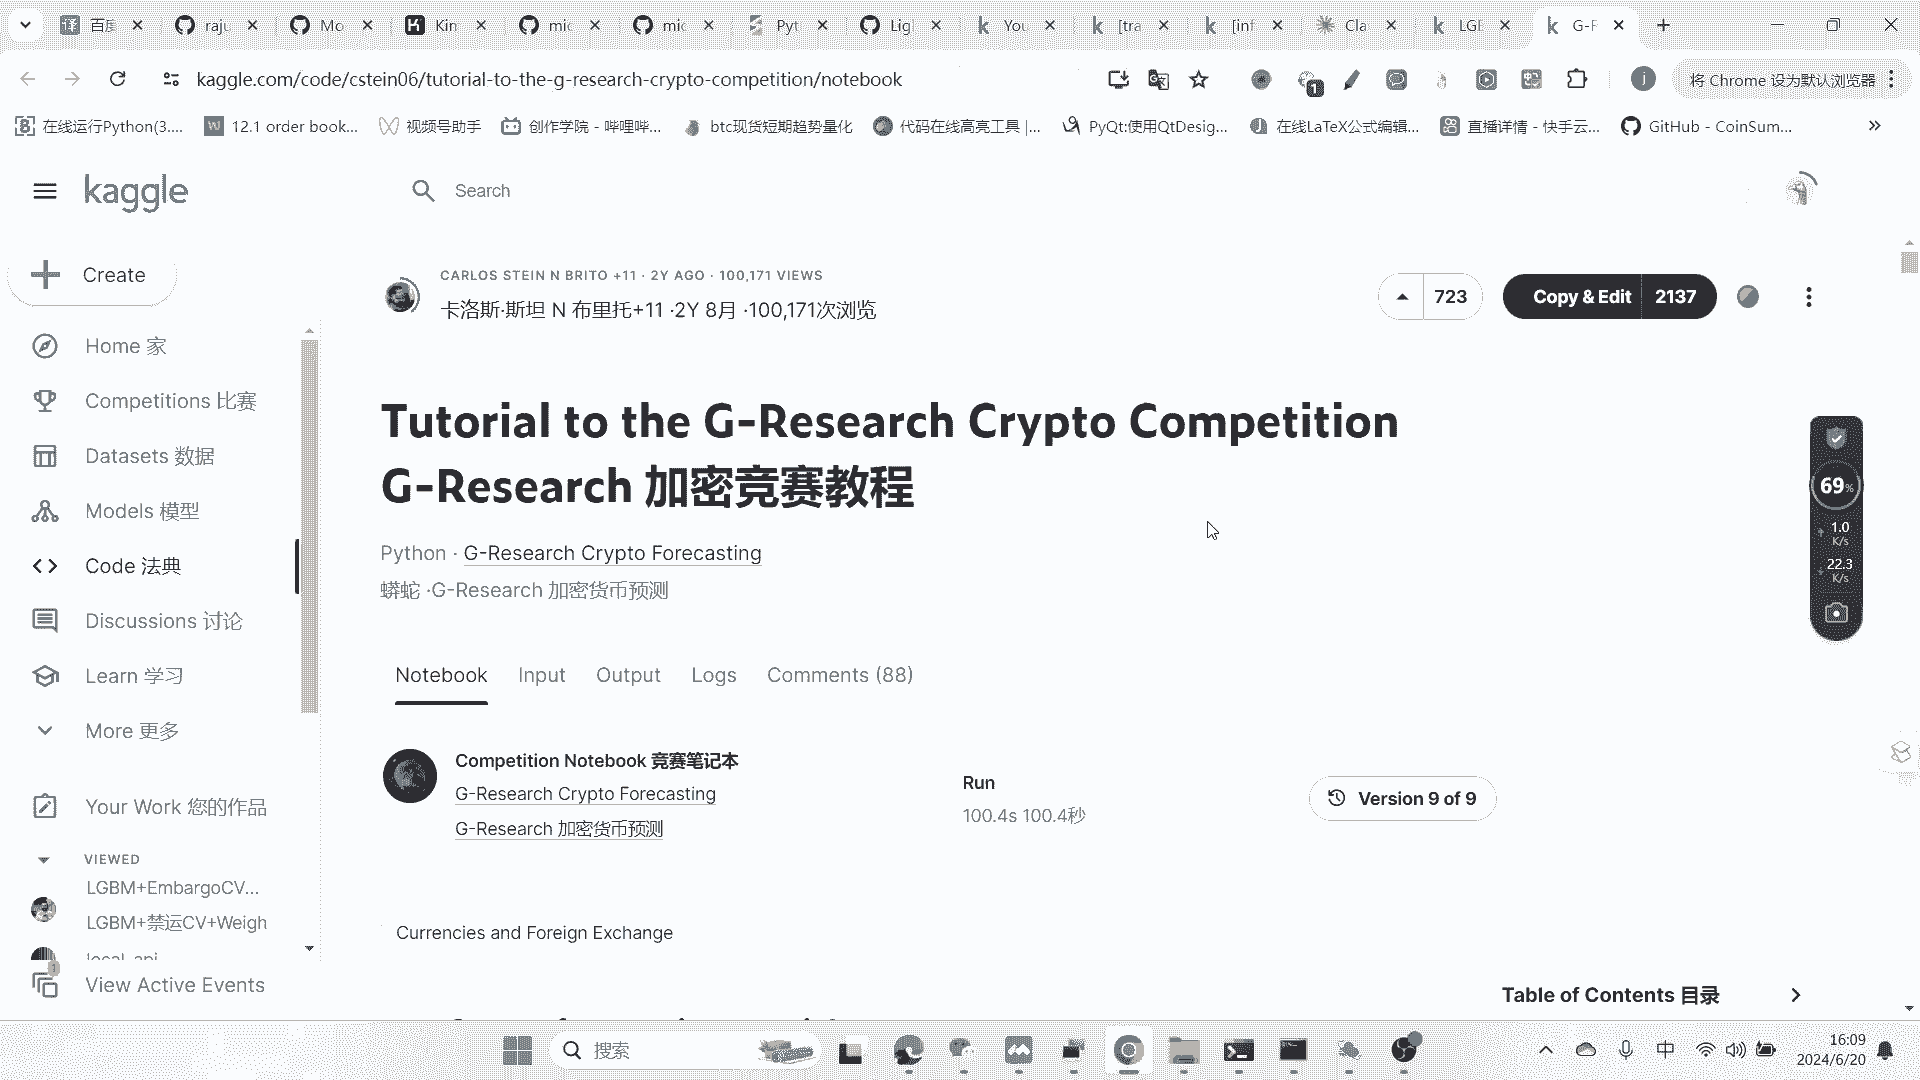 百度
raju
Mo
Kin
mic
mic
Pyt
Lig
You
[tra
[inf
Cla
LGE
G-F
kaggle.com/code/cstein06/tutorial-to-the-g-research-crypto-competition/notebook
1
j
将 Chrome 设为默认浏览器
在线运行Python(3....
12.1 order book...
视频号助手
创作学院 - 哔哩哔...
btc现货短期趋势量化
代码在线高亮工具 |...
PyQt:使用QtDesig...
在线LaTeX公式编辑...
直播详情 - 快手云...
GitHub - CoinSum...
kaggle
Search
Create
Home 家
Competitions 比赛
Datasets 数据
Models 模型
Code 法典
Discussions 讨论
Learn 学习
More 更多
Your Work 您的作品
VIEWED
LGBM+EmbargoCV...
LGBM+禁运CV+Weigh
local_api
1
View Active Events
CARLOS STEIN N BRITO +11 · 2Y AGO · 100,171 VIEWS
卡洛斯·斯坦 N 布里托+11 ·2Y 8月 ·100,171次浏览
723
Copy & Edit
2137
Tutorial to the G-Research Crypto Competition
G-Research 加密竞赛教程
Python · G-Research Crypto Forecasting
蟒蛇 ·G-Research 加密货币预测
Notebook
Input
Output
Logs
Comments (88)
Competition Notebook 竞赛笔记本
G-Research Crypto Forecasting
G-Research 加密货币预测
Run
100.4s 100.4秒
Version 9 of 9
Currencies and Foreign Exchange
Table of Contents 目录
69%
1.0
K/s
22.3
K/s
搜索
中
16:09
2024/6/20